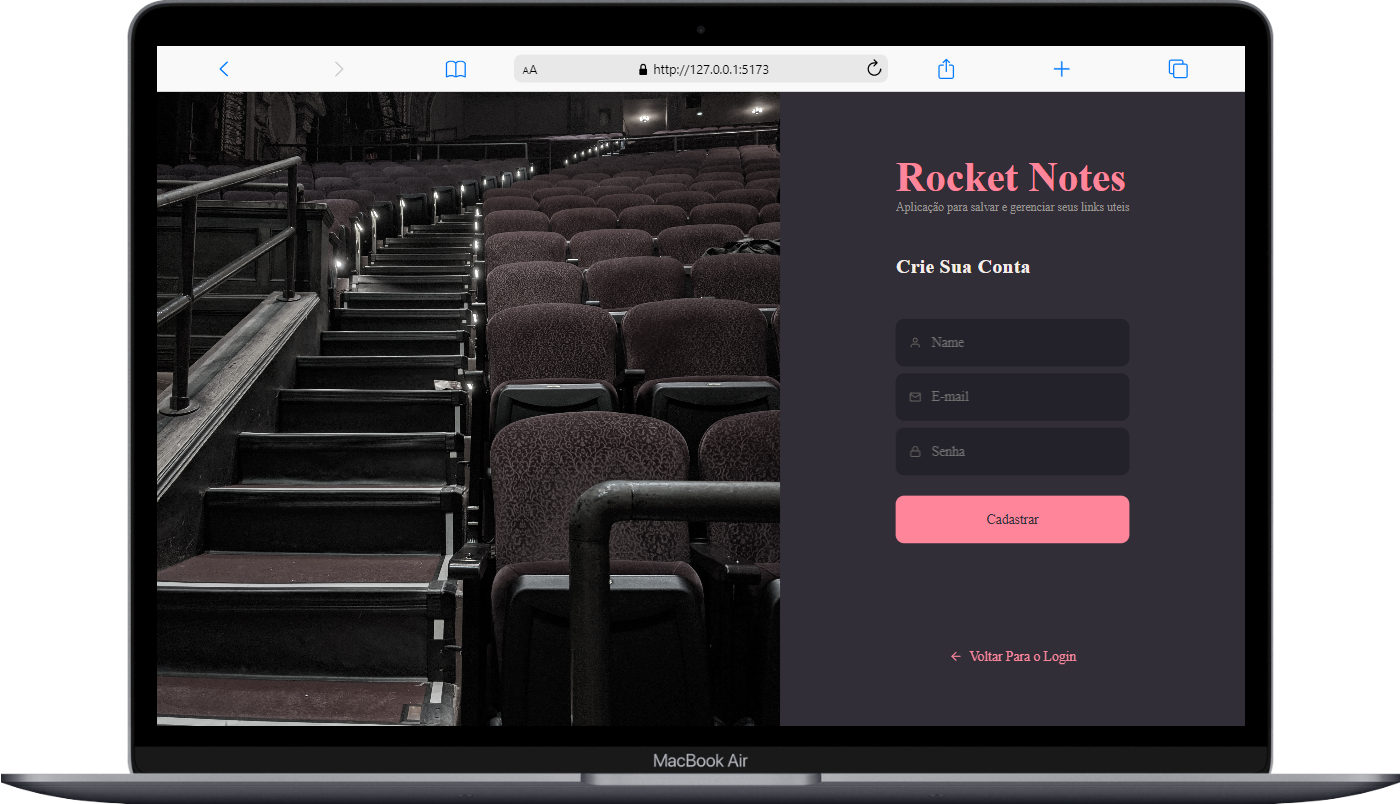 AA
http://127.0.0.1:5173
Rocket Notes
Aplicação para salvar e gerenciar seus links uteis
Crie Sua Conta
Name
E-mail
Senha
Cadastrar
Voltar Para o Login
MacBook Air